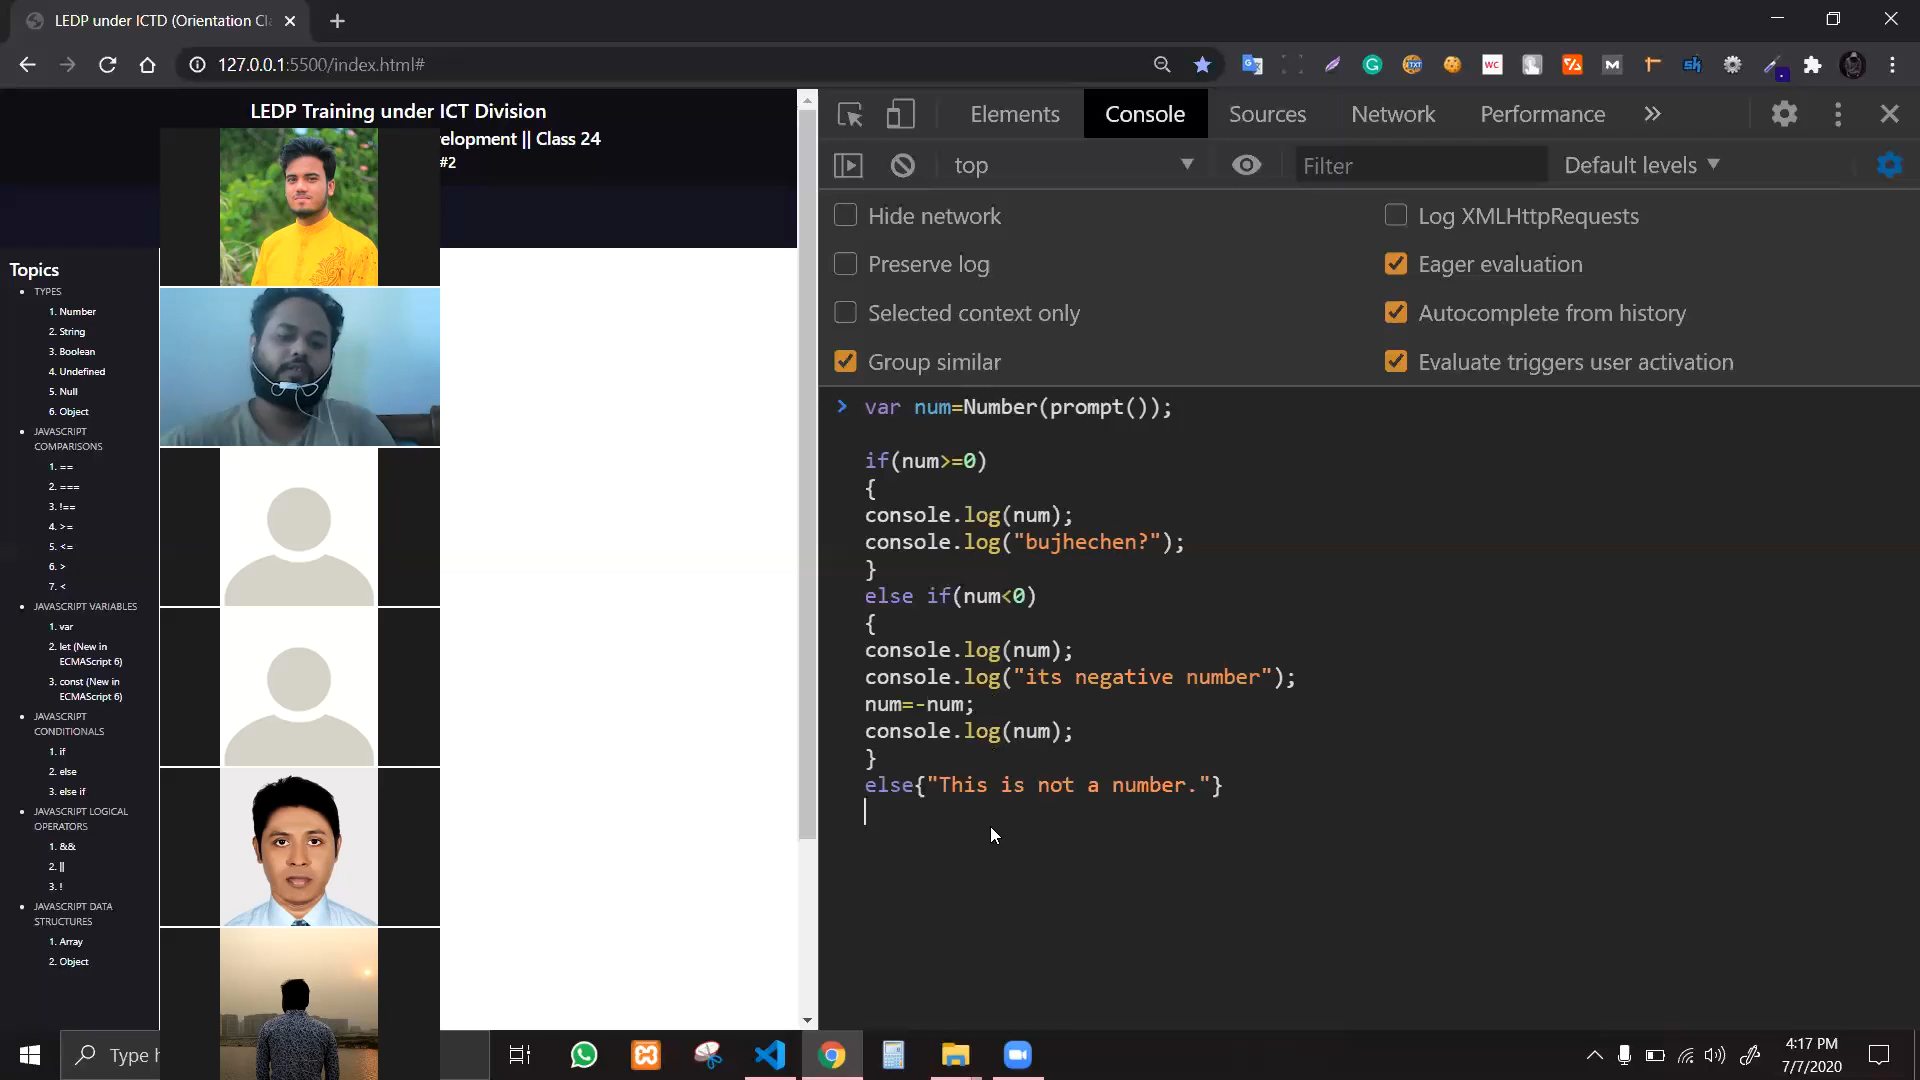 LEDP under ICTD (Orientation Cl
127.0.0.1:5500/index.html#
LEDP Training under ICT Division
velopment || Class 24
#2
Topics
TYPES
1. Number
2. String
3. Boolean
4. Undefined
5. Null
6. Object
JAVASCRIPT
COMPARISONS
1. ==
2. ===
3. !==
4. >=
5. <=
6. >
7. <
JAVASCRIPT VARIABLES
1. var
2. let (New in
ECMAScript 6)
3. const (New in
ECMAScript 6)
JAVASCRIPT
CONDITIONALS
1. if
2. else
3. else if
JAVASCRIPT LOGICAL
OPERATORS
1. &&
2. ||
3. !
JAVASCRIPT DATA
STRUCTURES
1. Array
2. Object
Elements Console Sources Network Performance
top Filter Default levels
Hide network Log XMLHttpRequests
Preserve log Eager evaluation
Selected context only Autocomplete from history
Group similar Evaluate triggers user activation
> var num=Number(prompt());
if(num>=0)
{
console.log(num);
console.log("bujhechen?");
}
else if(num<0)
{
console.log(num);
console.log("its negative number");
num=-num;
console.log(num);
}
else{"This is not a number."}
Type h
4:17 PM
7/7/2020